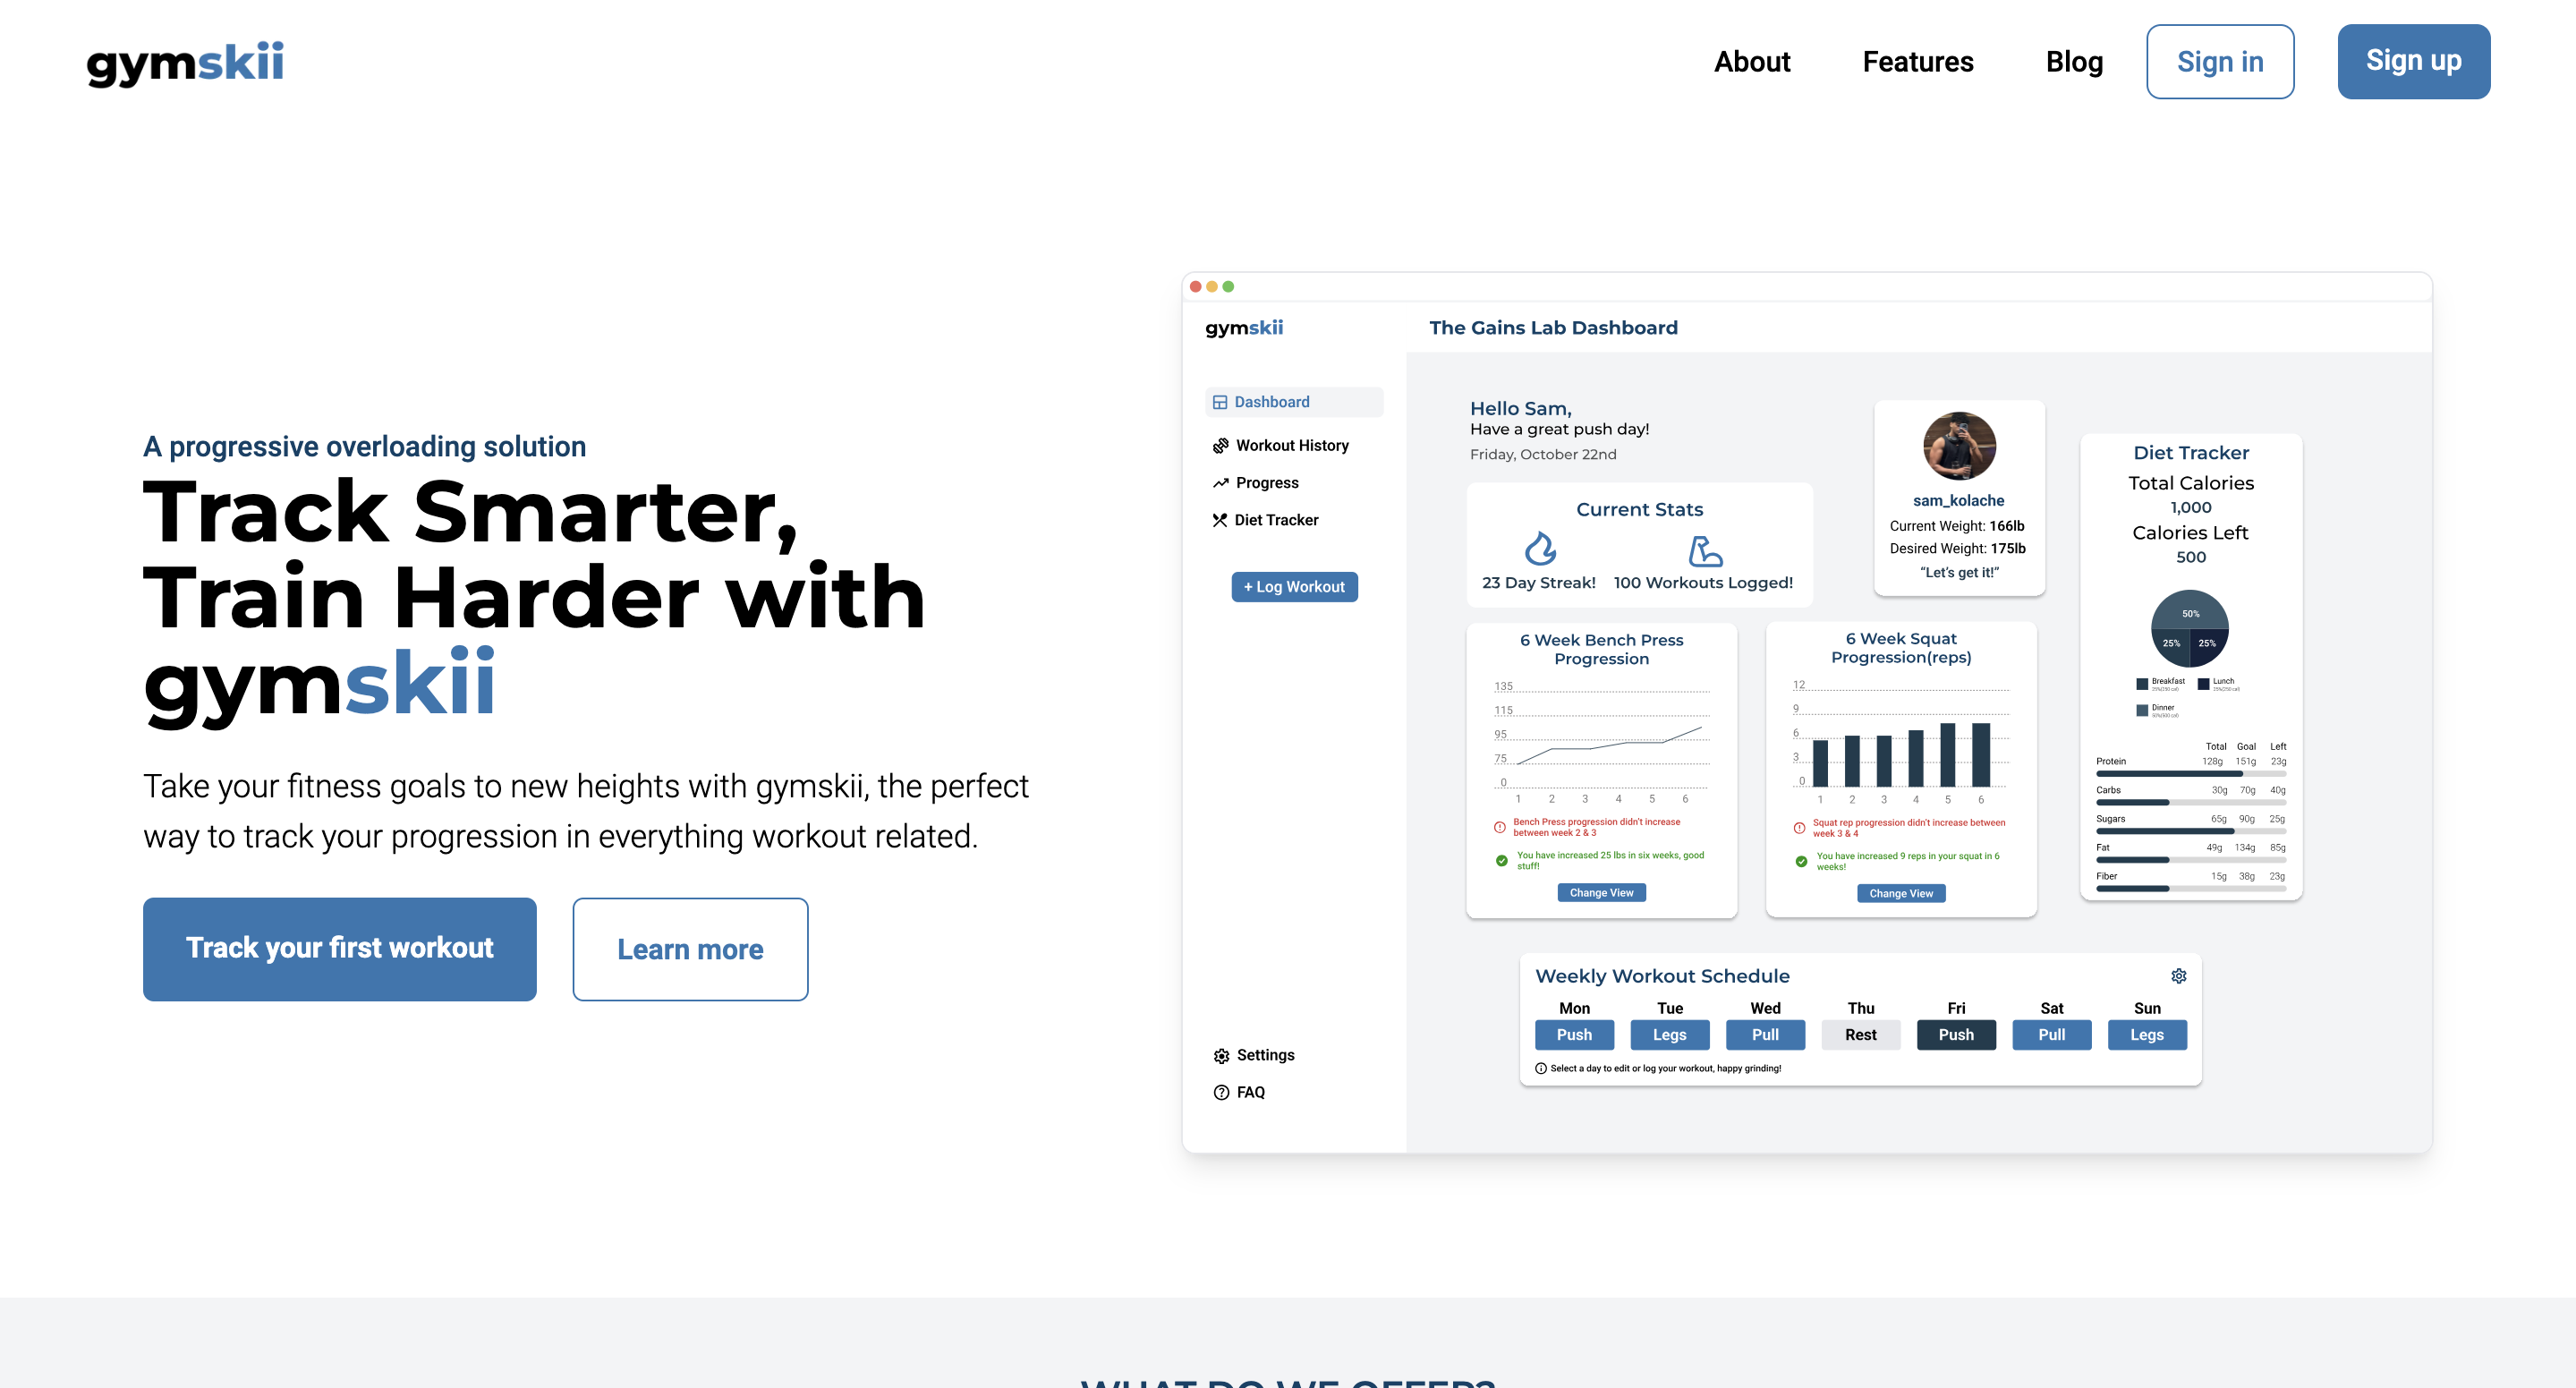 gymskii
About
Features
Blog
Sign in
Sign up
A progressive overloading solution
Track Smarter,
Train Harder with
gymskii
Take your fitness goals to new heights with gymskii, the perfect
way to track your progression in everything workout related.
Track your first workout
Learn more
gymskii
The Gains Lab Dashboard
Dashboard
Workout History
Progress
Diet Tracker
+ Log Workout
Settings
FAQ
Hello Sam,
Have a great push day!
Friday, October 22nd
Current Stats
23 Day Streak!
100 Workouts Logged!
sam_kolache
Current Weight: 166lb
Desired Weight: 175lb
“Let’s get it!”
Diet Tracker
Total Calories
1,000
Calories Left
500
50%
25%
25%
Breakfast
Lunch
Dinner
Total Goal Left
Protein 128g 151g 23g
Carbs 30g 70g 40g
Sugars 65g 90g 25g
Fat 49g 134g 85g
Fiber 15g 38g 23g
6 Week Bench Press
Progression
135
115
95
75
0
1 2 3 4 5 6
Bench Press progression didn't increase
between week 2 & 3
You have increased 25 lbs in six weeks, good
stuff!
Change View
6 Week Squat
Progression(reps)
12
9
6
3
0
1 2 3 4 5 6
Squat rep progression didn't increase between
week 3 & 4
You have increased 9 reps in your squat in 6
weeks!
Change View
Weekly Workout Schedule
Mon Tue Wed Thu Fri Sat Sun
Push Legs Pull Rest Push Pull Legs
Select a day to edit or log your workout, happy grinding!
WHAT DO WE OFFER?